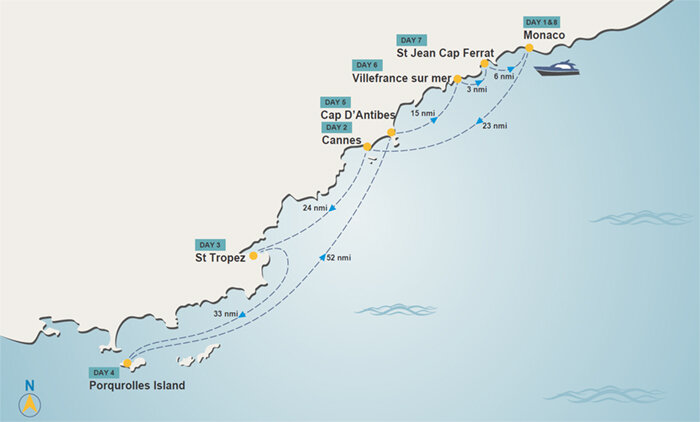 DAY 1&8
Monaco
DAY 7
St Jean Cap Ferrat
DAY 6
Villefrance sur mer
6 nmi
3 nmi
DAY 5
Cap D'Antibes
15 nmi
DAY 2
Cannes
23 nmi
24 nmi
DAY 3
St Tropez
52 nmi
33 nmi
DAY 4
Porqurolles Island
N